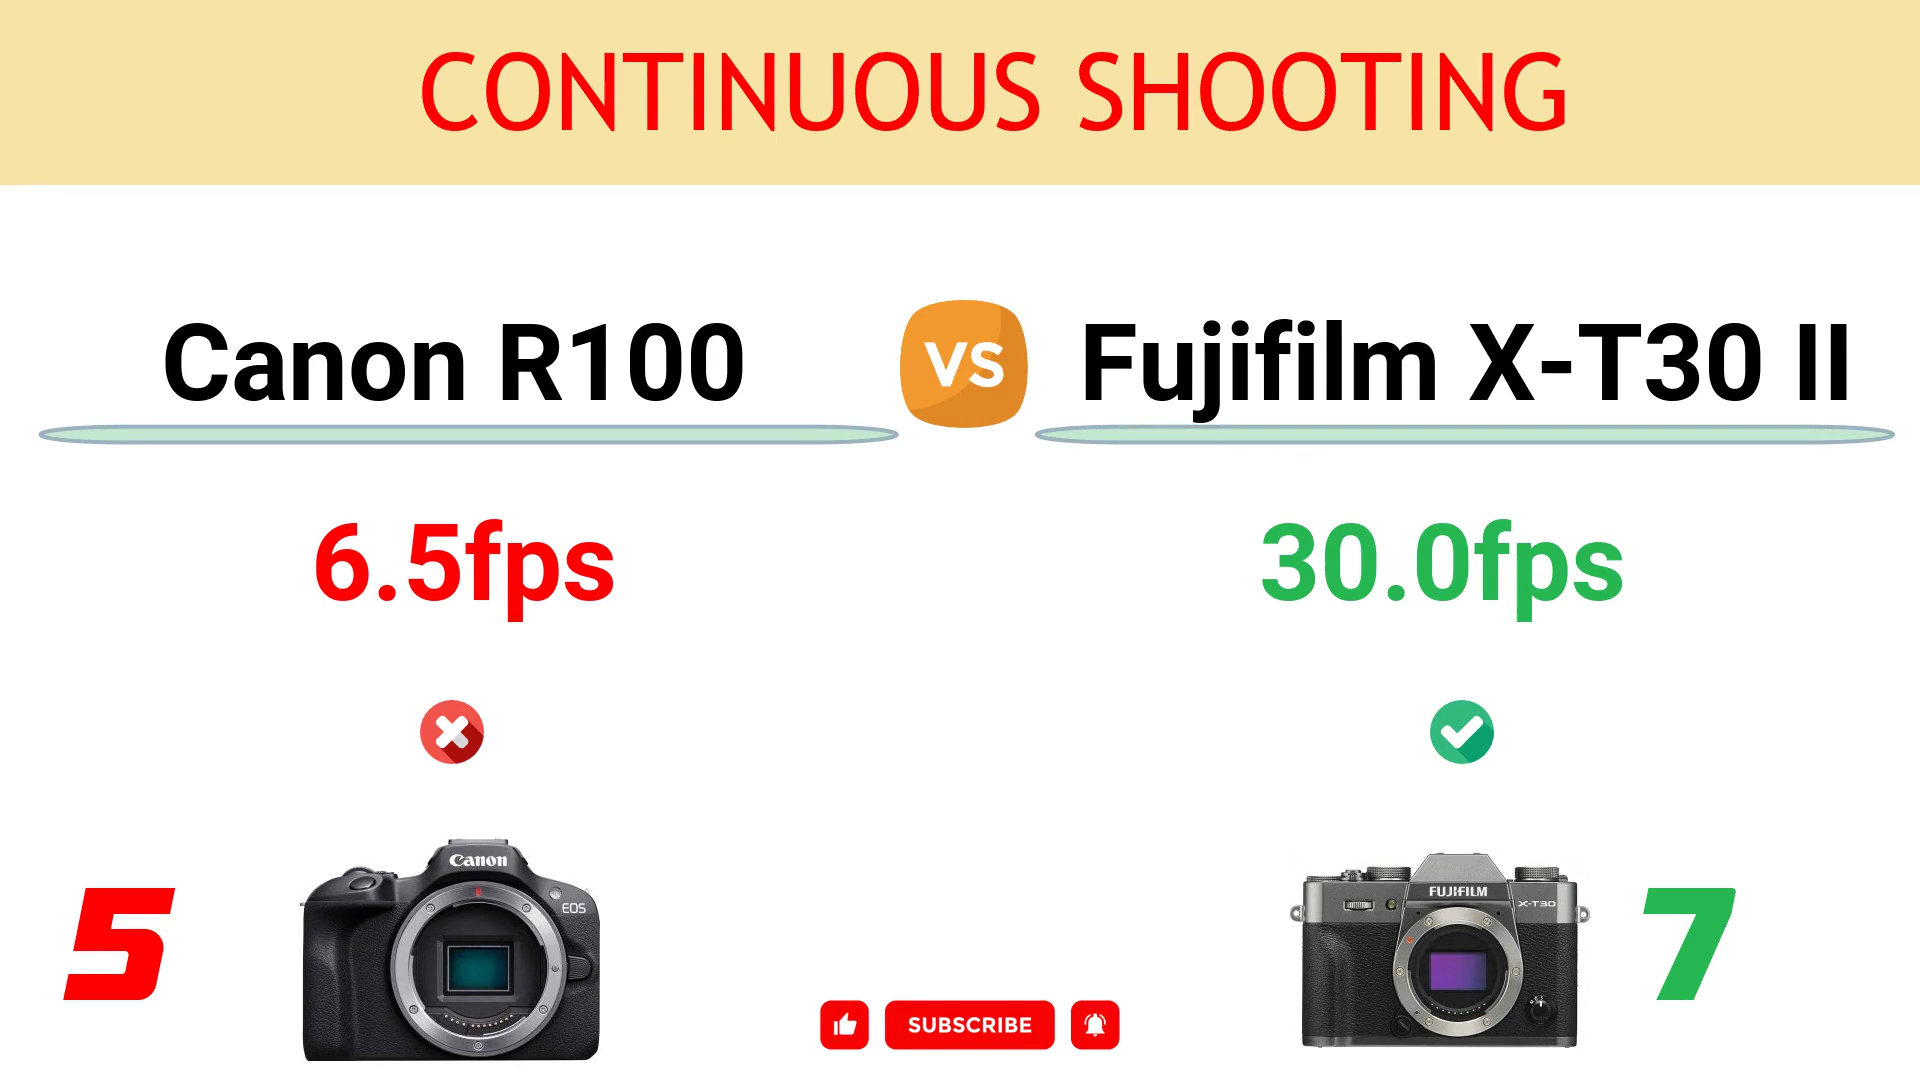 CONTINUOUS SHOOTING
Canon R100
VS
Fujifilm X-T30 II
6.5fps
30.0fps
Canon
EOS
FUJIFILM
X-T30
5
7
SUBSCRIBE